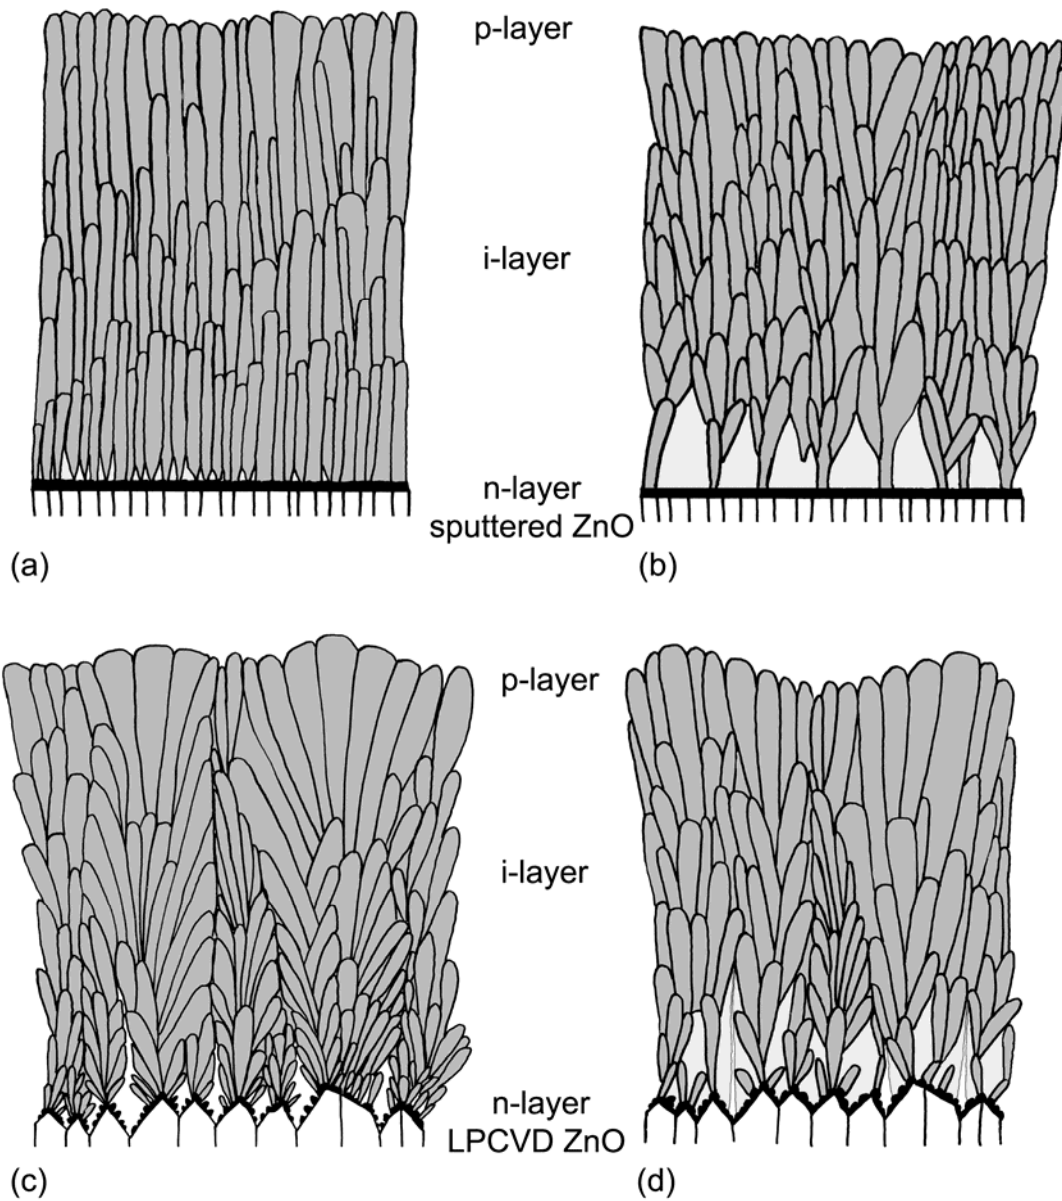 p-layer
i-layer
n-layer
sputtered ZnO
(a)
(b)
p-layer
i-layer
n-layer
LPCVD ZnO
(c)
(d)